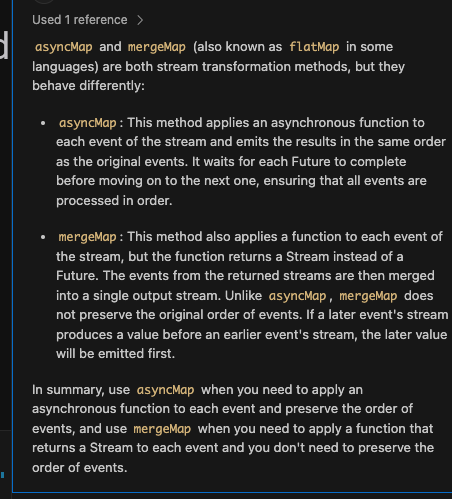 Used 1 reference >
asyncMap and mergeMap (also known as flatMap in some
languages) are both stream transformation methods, but they
behave differently:
• asyncMap: This method applies an asynchronous function to
each event of the stream and emits the results in the same order
as the original events. It waits for each Future to complete
before moving on to the next one, ensuring that all events are
processed in order.
• mergeMap: This method also applies a function to each event of
the stream, but the function returns a Stream instead of a
Future. The events from the returned streams are then merged
into a single output stream. Unlike asyncMap, mergeMap does
not preserve the original order of events. If a later event's stream
produces a value before an earlier event's stream, the later value
will be emitted first.
In summary, use asyncMap when you need to apply an
asynchronous function to each event and preserve the order of
events, and use mergeMap when you need to apply a function that
returns a Stream to each event and you don't need to preserve the
order of events.